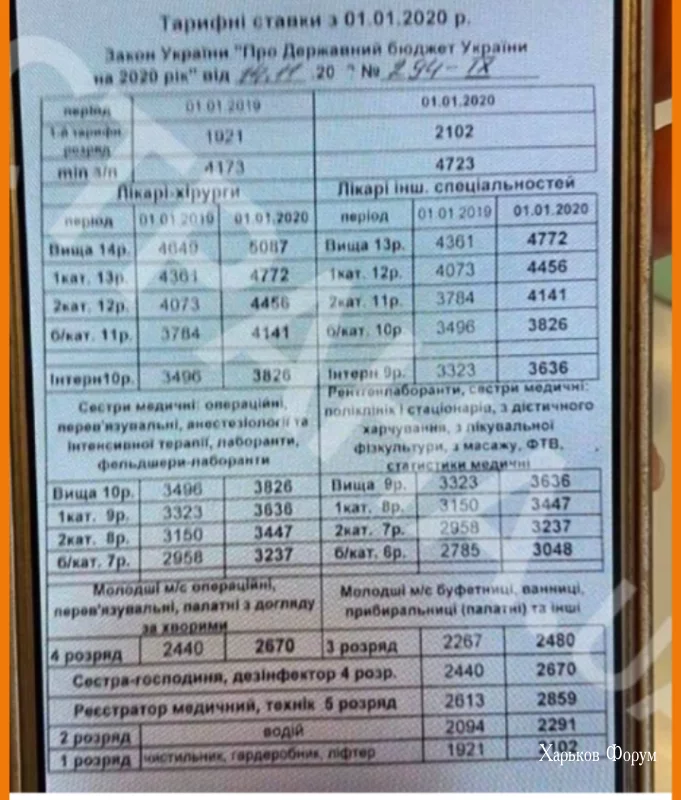 Тарифні ставки з 01.01.2020 р.
Закон України "Про Державний бюджет України
на 2020 рік" від 14.11. 20 № 294-IX
період 01.01.2019 01.01.2020
1-й тарифн. розряд 1921 2102
min з/п 4173 4723
Лікарі-хірурги Лікарі інш. спеціальностей
період 01.01.2019 01.01.2020 період 01.01.2019 01.01.2020
Вища 14р. 4649 5087 Вища 13р. 4361 4772
1кат. 13р. 4361 4772 1кат. 12р. 4073 4456
2кат. 12р. 4073 4456 2кат. 11р. 3784 4141
б/кат. 11р. 3784 4141 б/кат. 10р 3496 3826
Інтерн10р. 3496 3826 Інтерн 9р. 3323 3636
Сестри медичні: операційні,
перев'язувальні, анестезіології та
інтенсивної терапії, лаборанти,
фельдшери-лаборанти
Рентгенлаборанти, сестри медичні:
поліклінік і стаціонарів, з дієтичного
харчування, з лікувальної
фізкультури, з масажу, ФТВ,
статистики медичні
Вища 10р. 3496 3826 Вища 9р. 3323 3636
1кат. 9р. 3323 3636 1кат. 8р. 3150 3447
2кат. 8р. 3150 3447 2кат. 7р. 2958 3237
б/кат. 7р. 2958 3237 б/кат. 6р. 2785 3048
Молодші м/с операційні,
перев'язувальні, палатні з догляду
за хворими
Молодші м/с буфетниці, ванниці,
прибиральниці (палатні) та інші
4 розряд 2440 2670 3 розряд 2267 2480
Сестра-господиня, дезінфектор 4 розр. 2440 2670
Реєстратор медичний, технік 5 розряд 2613 2859
2 розряд водій 2094 2291
1 розряд чистильник, гардеробник, ліфтер 1921 2102
Харьков Форум